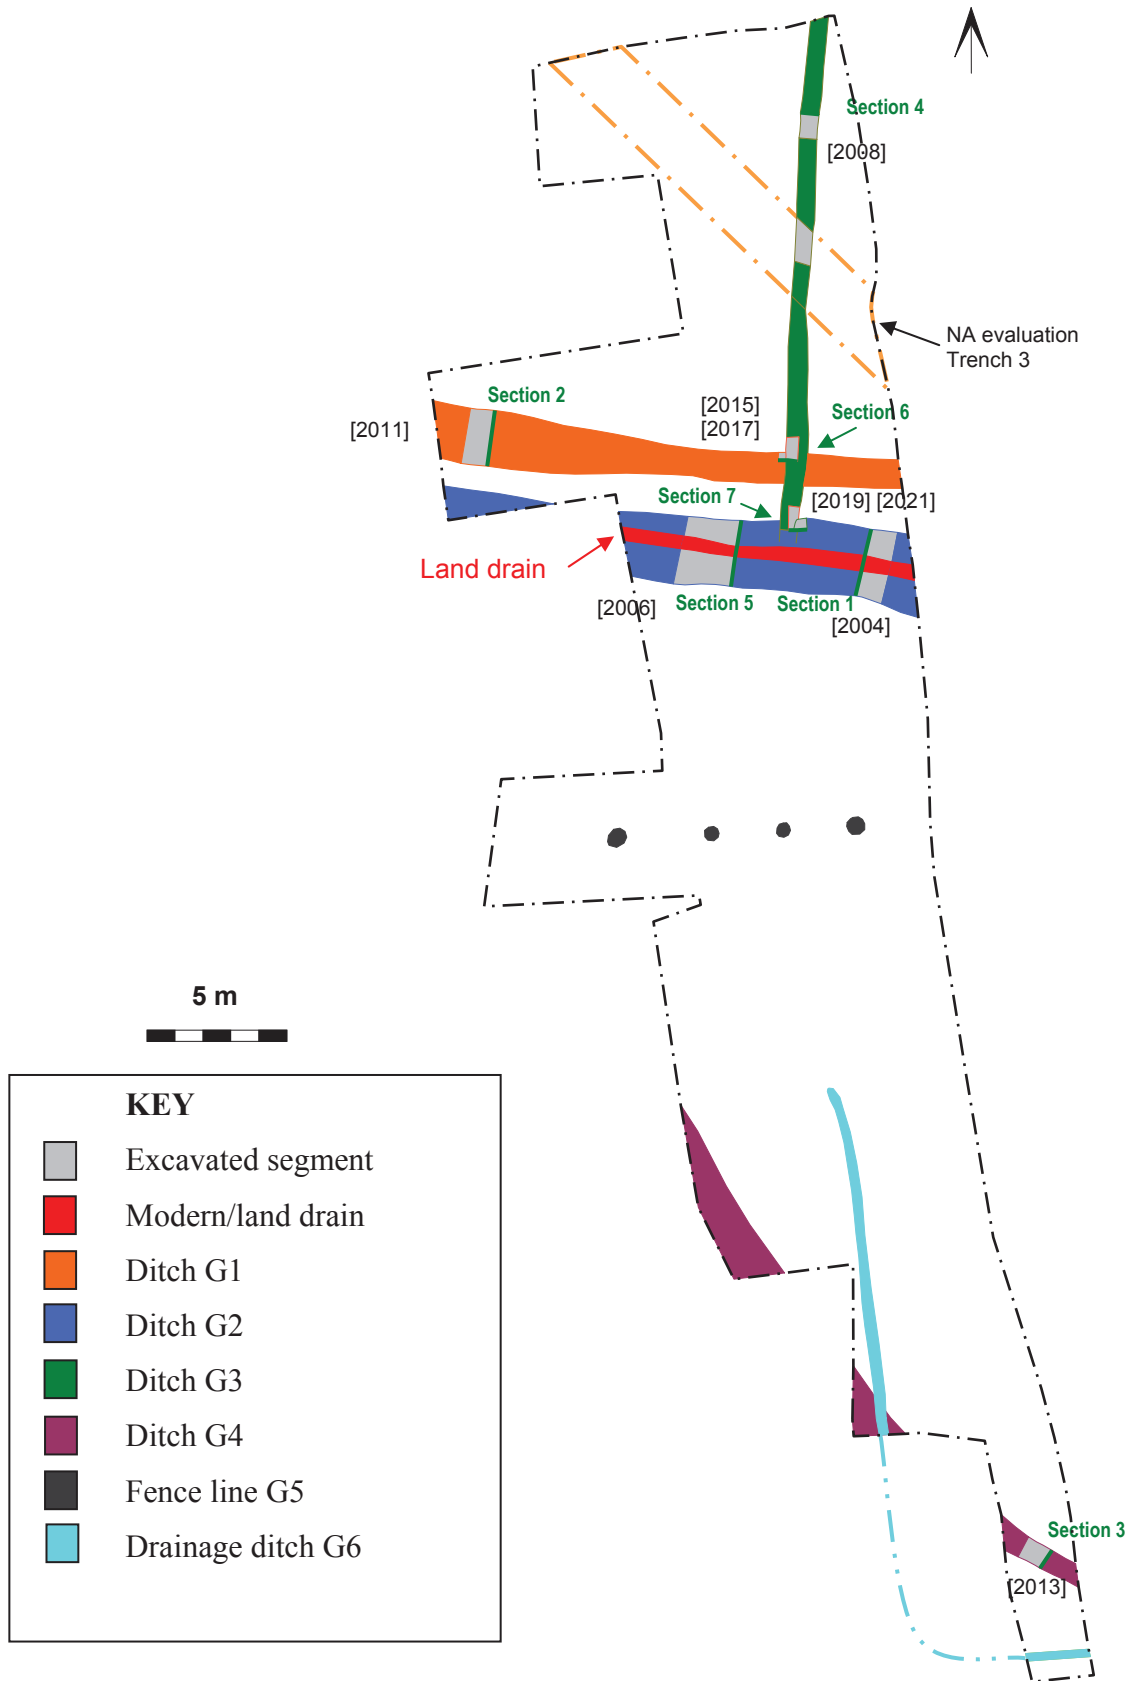 Section 4
[2008]
NA evaluation
Trench 3
Section 2
[2015]
[2017]
Section 6
[2011]
Section 7
[2019] [2021]
Land drain
[2006]
Section 5
Section 1
[2004]
5 m
KEY
Excavated segment
Modern/land drain
Ditch G1
Ditch G2
Ditch G3
Ditch G4
Fence line G5
Drainage ditch G6
Section 3
[2013]